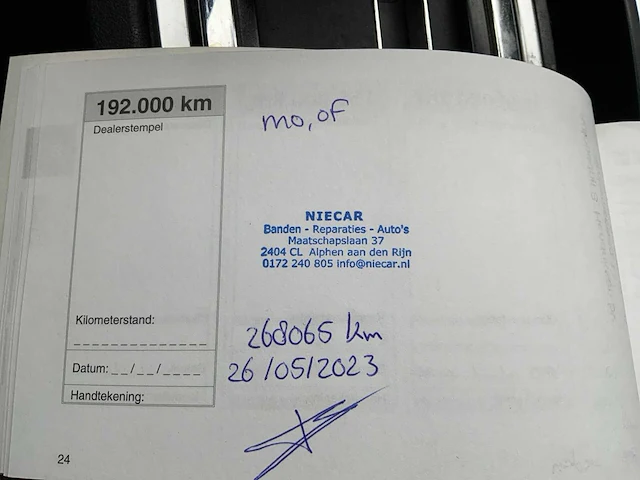 192.000 km
Dealerstempel
Kilometerstand:
Datum: __/__/____
Handtekening:
mo, of
NIECAR
Banden - Reparaties - Auto's
Maatschapslaan 37
2404 CL Alphen aan den Rijn
0172 240 805 info@niecar.nl
268065 km
26/05/2023
24